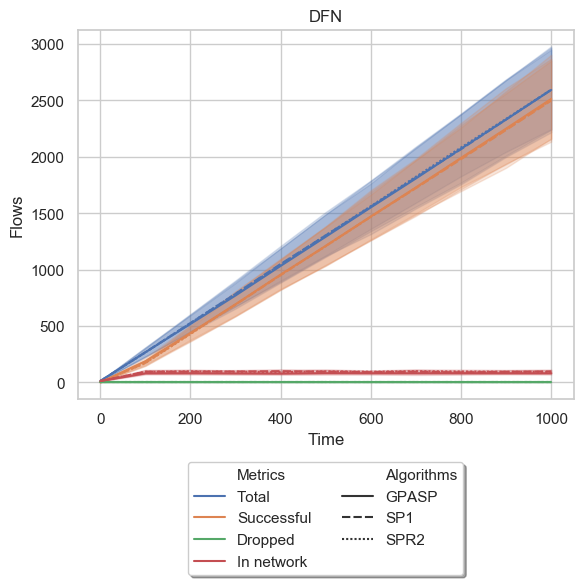 DFN
3000
2500
2000
1500
1000
500
0
Flows
0 200 400 600 800 1000
Time
Metrics Algorithms
Total GPASP
Successful SP1
Dropped SPR2
In network